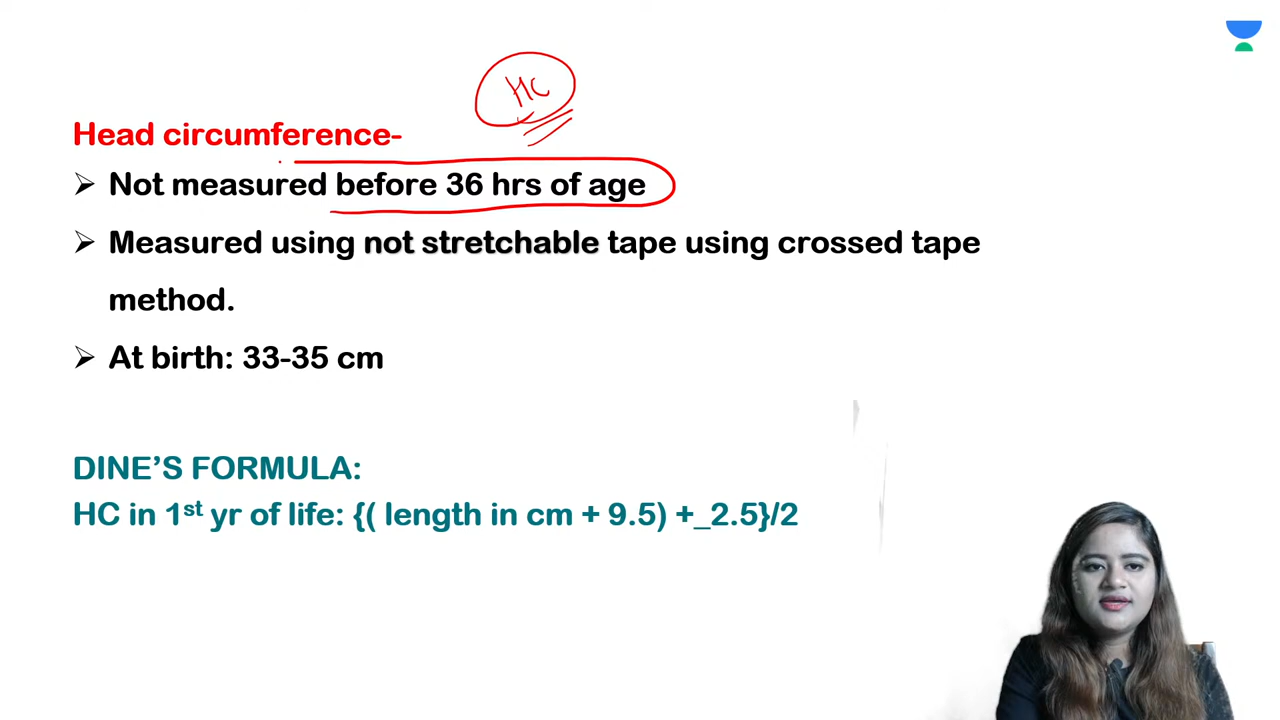 HC
Head circumference-
➢ Not measured before 36 hrs of age
➢ Measured using not stretchable tape using crossed tape
method.
➢ At birth: 33-35 cm
DINE’S FORMULA:
HC in 1st yr of life: {( length in cm + 9.5) +_2.5}/2